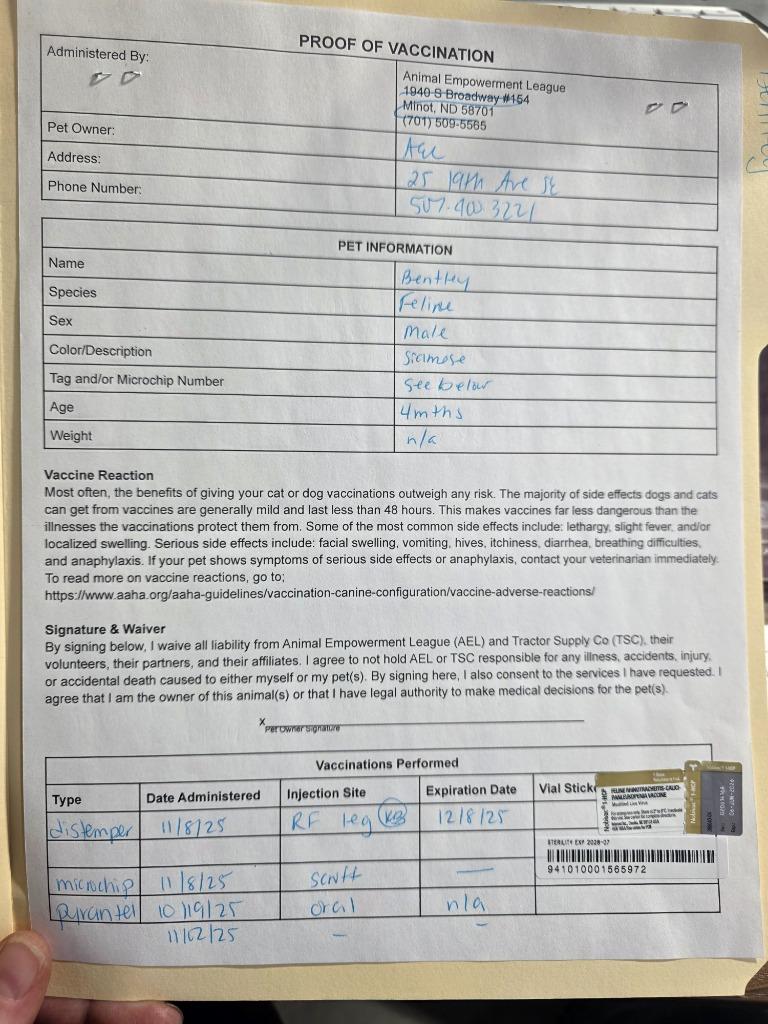 PROOF OF VACCINATION
Administered By:
Animal Empowerment League
1940 S Broadway #154
Minot, ND 58701
(701) 509-5565
Pet Owner:
Ael
Address:
25 19th Ave SE
Phone Number:
507.400.3221
PET INFORMATION
Name Bentley
Species Feline
Sex Male
Color/Description Siamese
Tag and/or Microchip Number See below
Age 4mths
Weight n/a
Vaccine Reaction
Most often, the benefits of giving your cat or dog vaccinations outweigh any risk. The majority of side effects dogs and cats
can get from vaccines are generally mild and last less than 48 hours. This makes vaccines far less dangerous than the
illnesses the vaccinations protect them from. Some of the most common side effects include: lethargy, slight fever, and/or
localized swelling. Serious side effects include: facial swelling, vomiting, hives, itchiness, diarrhea, breathing difficulties,
and anaphylaxis. If your pet shows symptoms of serious side effects or anaphylaxis, contact your veterinarian immediately.
To read more on vaccine reactions, go to;
https://www.aaha.org/aaha-guidelines/vaccination-canine-configuration/vaccine-adverse-reactions/
Signature & Waiver
By signing below, I waive all liability from Animal Empowerment League (AEL) and Tractor Supply Co (TSC), their
volunteers, their partners, and their affiliates. I agree to not hold AEL or TSC responsible for any illness, accidents, injury,
or accidental death caused to either myself or my pet(s). By signing here, I also consent to the services I have requested. I
agree that I am the owner of this animal(s) or that I have legal authority to make medical decisions for the pet(s).
X
Pet Owner Signature
Vaccinations Performed
Type Date Administered Injection Site Expiration Date Vial Stick
distemper 11/8/25 RF leg KB 12/8/25
FELINE RHINOTRACHEITIS-CALICI-
PANLEUKOPENIA VACCINE
Modified Live Virus
Nobivac® 1-HCP
STERILITY EXP 2028-07
941010001565972
microchip 11/8/25 scruff —
pyrantel 10/19/25 oral n/a
11/02/25 – –